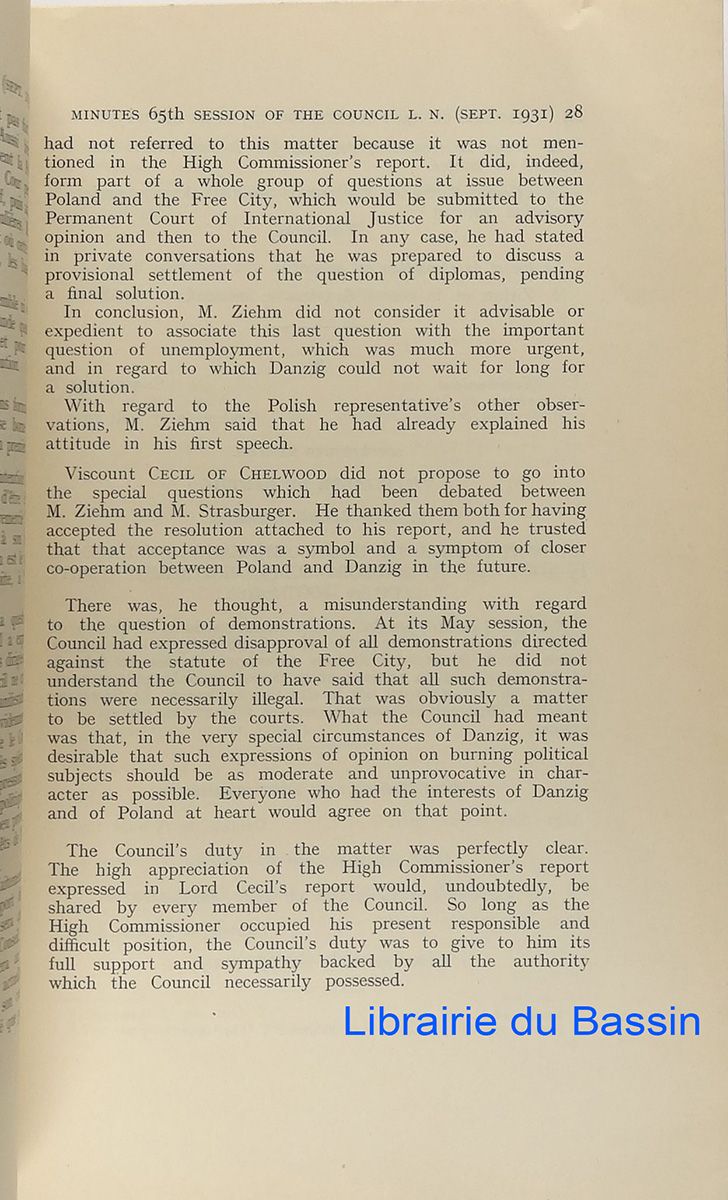 MINUTES 65th SESSION OF THE COUNCIL L. N. (SEPT. 1931) 28
had not referred to this matter because it was not men-
tioned in the High Commissioner's report. It did, indeed,
form part of a whole group of questions at issue between
Poland and the Free City, which would be submitted to the
Permanent Court of International Justice for an advisory
opinion and then to the Council. In any case, he had stated
in private conversations that he was prepared to discuss a
provisional settlement of the question of diplomas, pending
a final solution.
In conclusion, M. Ziehm did not consider it advisable or
expedient to associate this last question with the important
question of unemployment, which was much more urgent,
and in regard to which Danzig could not wait for long for
a solution.
With regard to the Polish representative's other obser-
vations, M. Ziehm said that he had already explained his
attitude in his first speech.
Viscount CECIL OF CHELWOOD did not propose to go into
the special questions which had been debated between
M. Ziehm and M. Strasburger. He thanked them both for having
accepted the resolution attached to his report, and he trusted
that that acceptance was a symbol and a symptom of closer
co-operation between Poland and Danzig in the future.
There was, he thought, a misunderstanding with regard
to the question of demonstrations. At its May session, the
Council had expressed disapproval of all demonstrations directed
against the statute of the Free City, but he did not
understand the Council to have said that all such demonstra-
tions were necessarily illegal. That was obviously a matter
to be settled by the courts. What the Council had meant
was that, in the very special circumstances of Danzig, it was
desirable that such expressions of opinion on burning political
subjects should be as moderate and unprovocative in char-
acter as possible. Everyone who had the interests of Danzig
and of Poland at heart would agree on that point.
The Council's duty in the matter was perfectly clear.
The high appreciation of the High Commissioner's report
expressed in Lord Cecil's report would, undoubtedly, be
shared by every member of the Council. So long as the
High Commissioner occupied his present responsible and
difficult position, the Council's duty was to give to him its
full support and sympathy backed by all the authority
which the Council necessarily possessed.
Librairie du Bassin